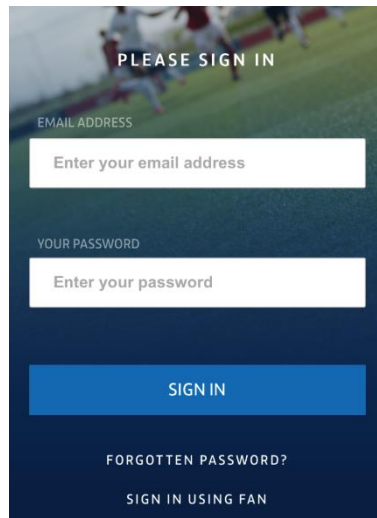 PLEASE SIGN IN
EMAIL ADDRESS
Enter your email address
YOUR PASSWORD
Enter your password
SIGN IN
FORGOTTEN PASSWORD?
SIGN IN USING FAN